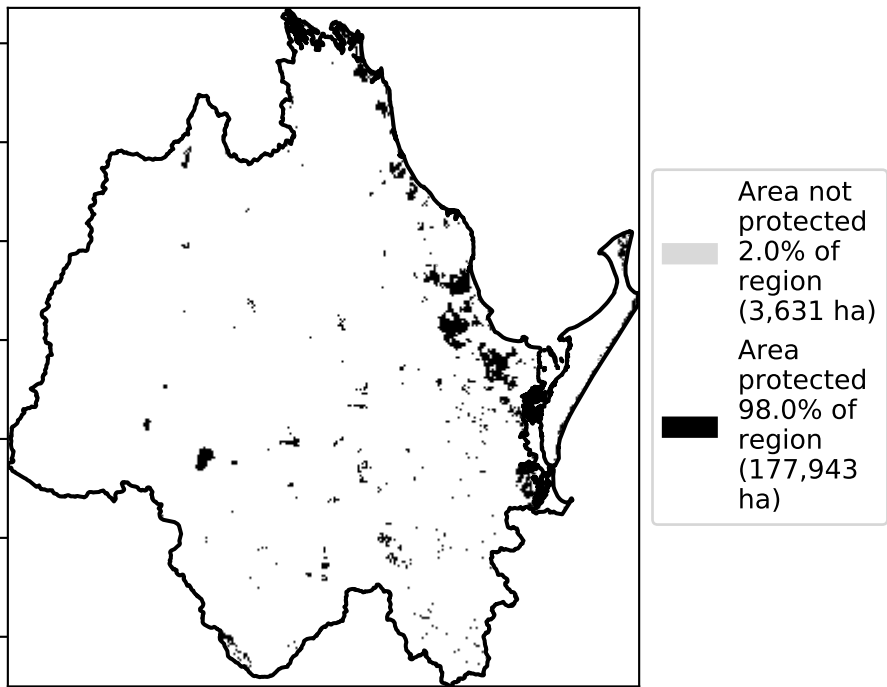 Area not
protected
2.0% of
region
(3,631 ha)
Area
protected
98.0% of
region
(177,943
ha)